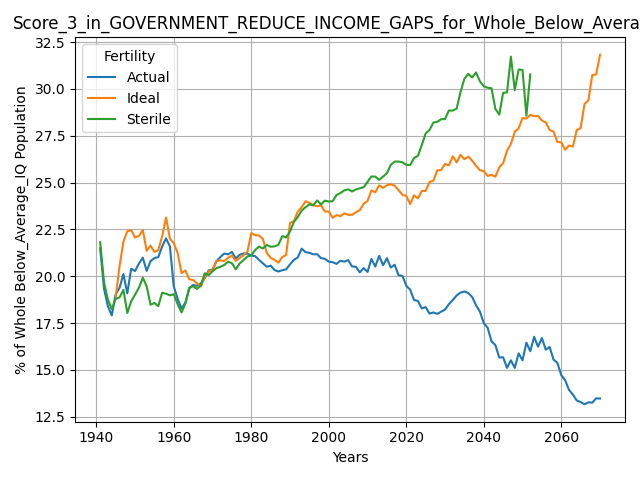 Score_3_in_GOVERNMENT_REDUCE_INCOME_GAPS_for_Whole_Below_Avera
% of Whole Below_Average_IQ Population
32.5
30.0
27.5
25.0
22.5
20.0
17.5
15.0
12.5
Fertility
Actual
Ideal
Sterile
1940 1960 1980 2000 2020 2040 2060
Years